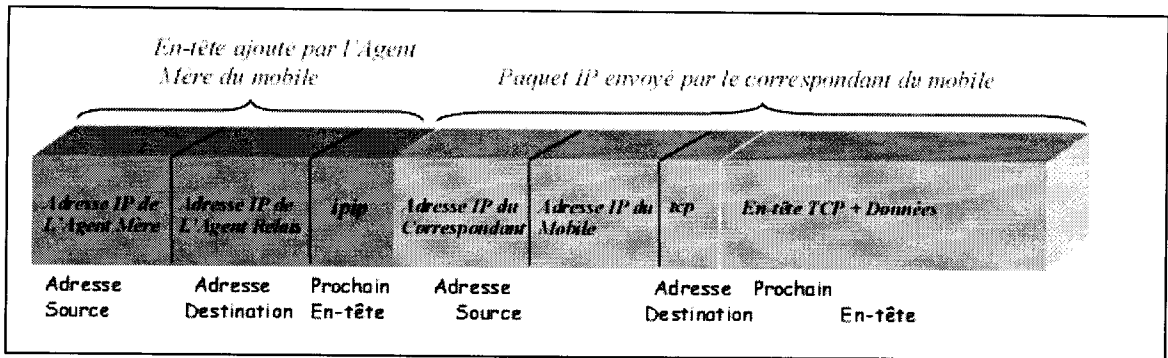 En-tête ajoute par l'Agent
Mère du mobile
Paquet IP envoyé par le correspondant du mobile
Adresse IP de
L'Agent Mère
Adresse IP de
L'Agent Relais
ipip
Adresse IP du
Correspondant
Adresse IP du
Mobile
tcp
En-tête TCP + Données
Adresse
Source
Adresse
Destination
Prochain
En-tête
Adresse
Source
Adresse
Destination
Prochain
En-tête